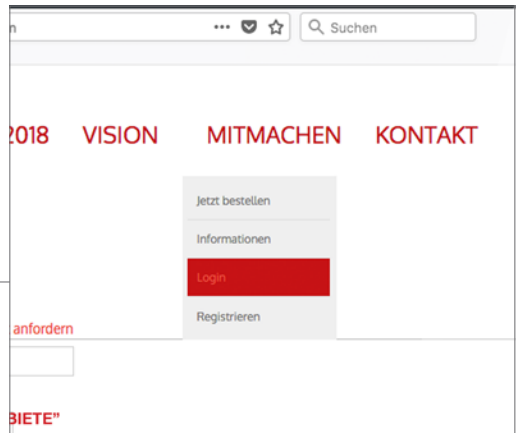 n
Suchen
2018 VISION MITMACHEN KONTAKT
Jetzt bestellen
Informationen
Login
Registrieren
anfordern
BIETE"